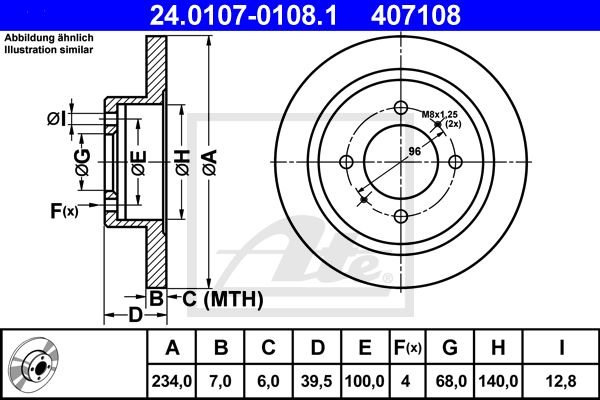 24.0107-0108.1 407108
Abbildung ähnlich
Illustration similar
ØI
ØG
ØE
ØH
ØA
F(x)
B
C (MTH)
D
M8x1,25
(2x)
96
Ate
®
A B C D E F(x) G H I
234,0 7,0 6,0 39,5 100,0 4 68,0 140,0 12,8